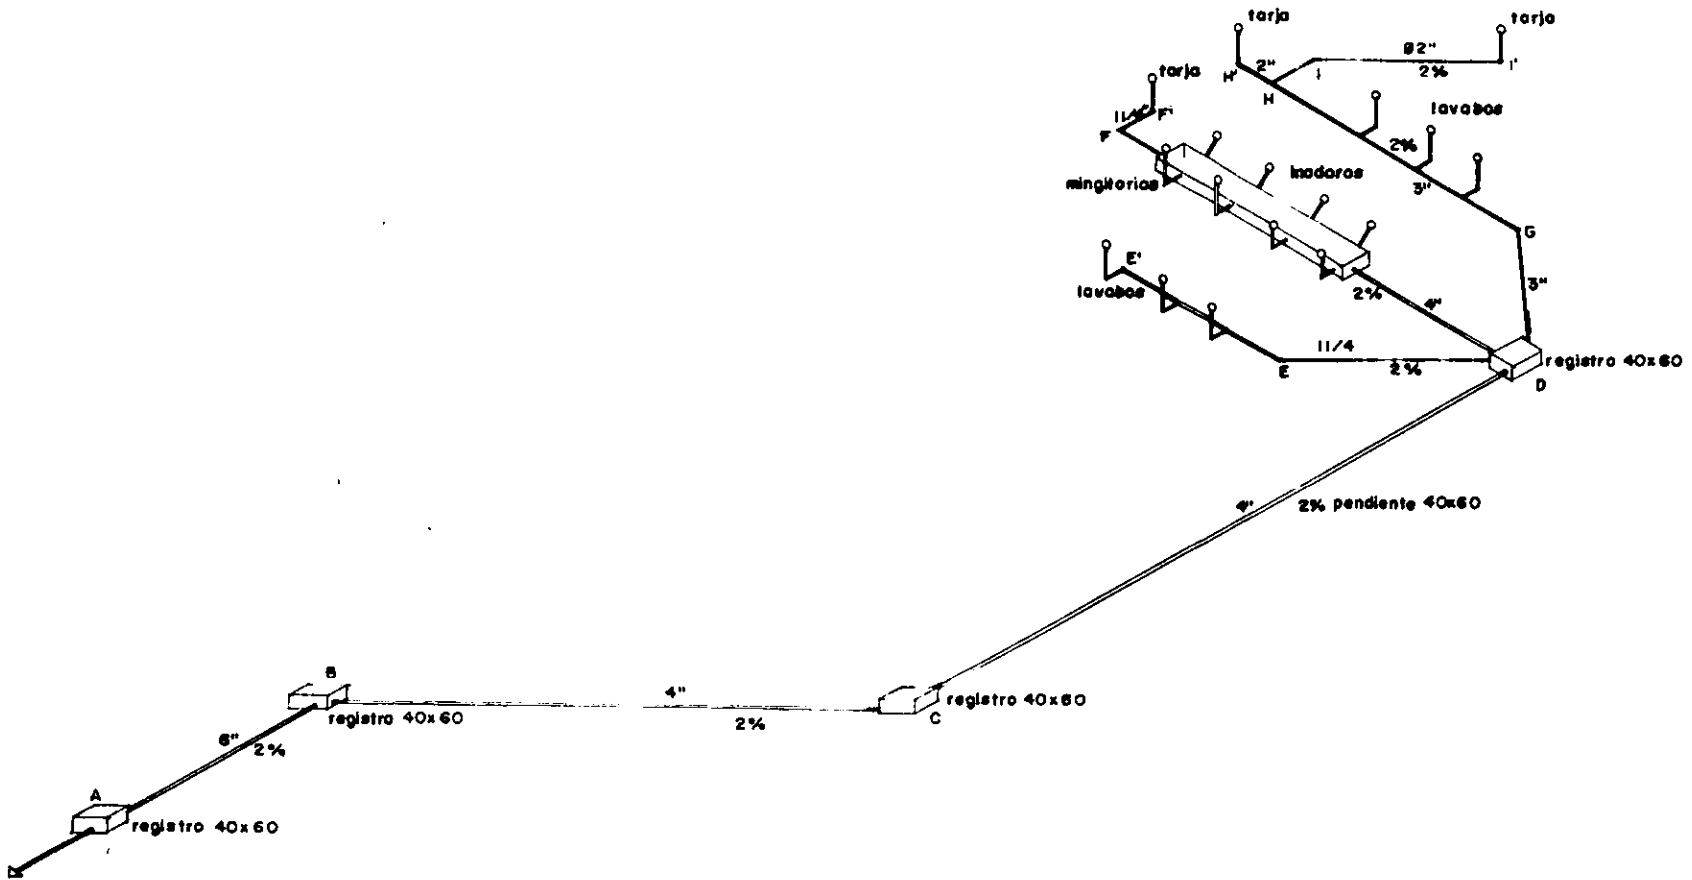 tarja
tarja
ø2"
2%
2"
H'
H
I
I'
tarja
F'
F
lavabos
2%
3"
inodoros
mingitorios
G
3"
E'
lavabos
2%
4"
11/4
2%
E
registro 40x60
D
4"
2% pendiente 40x60
B
registro 40x60
4"
2%
registro 40x60
C
6"
2%
A
registro 40x60